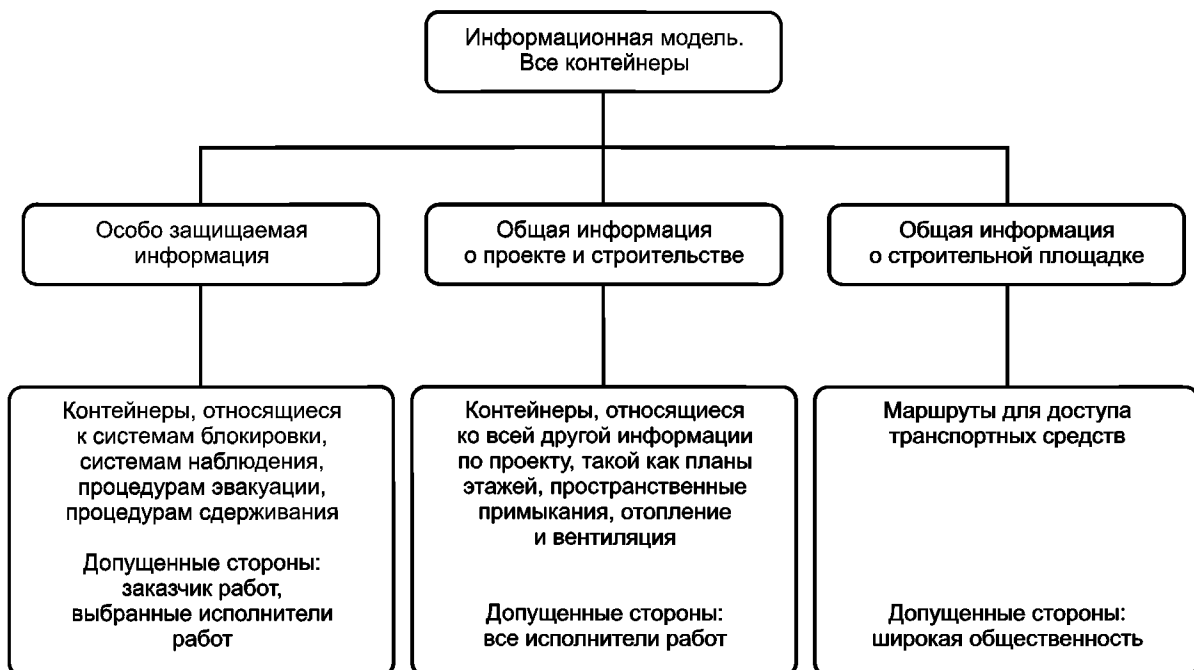 Информационная модель.
Все контейнеры
Особо защищаемая
информация
Общая информация
о проекте и строительстве
Общая информация
о строительной площадке
Контейнеры, относящиеся
к системам блокировки,
системам наблюдения,
процедурам эвакуации,
процедурам сдерживания
Допущенные стороны:
заказчик работ,
выбранные исполнители
работ
Контейнеры, относящиеся
ко всей другой информации
по проекту, такой как планы
этажей, пространственные
примыкания, отопление
и вентиляция
Допущенные стороны:
все исполнители работ
Маршруты для доступа
транспортных средств
Допущенные стороны:
широкая общественность